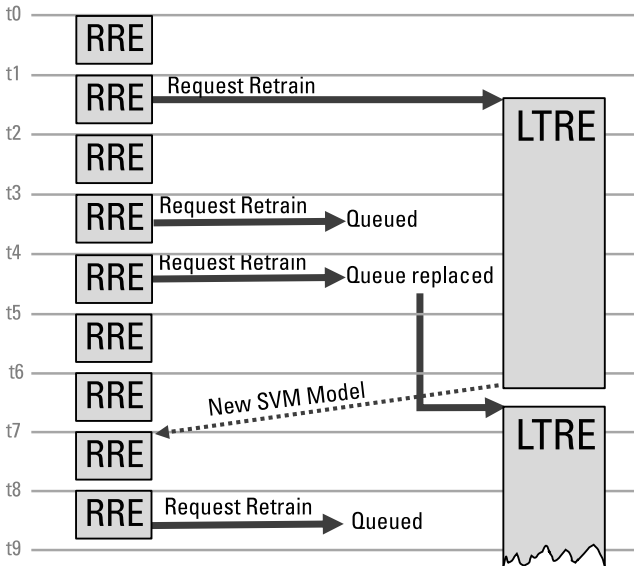 t0
RRE
t1
RRE Request Retrain
LTRE
t2
RRE
t3
RRE Request Retrain Queued
t4
RRE Request Retrain Queue replaced
t5
RRE
t6
RRE New SVM Model
t7
RRE LTRE
t8
RRE Request Retrain Queued
t9